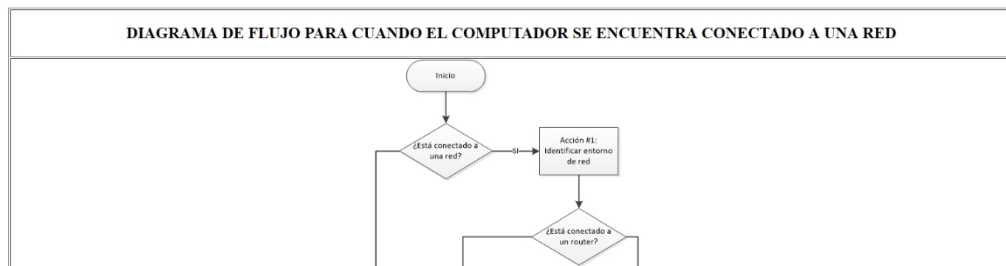 DIAGRAMA DE FLUJO PARA CUANDO EL COMPUTADOR SE ENCUENTRA CONECTADO A UNA RED
Inicio
¿Está conectado a
una red?
SI
Acción #1:
Identificar entorno
de red
¿Está conectado a
un router?